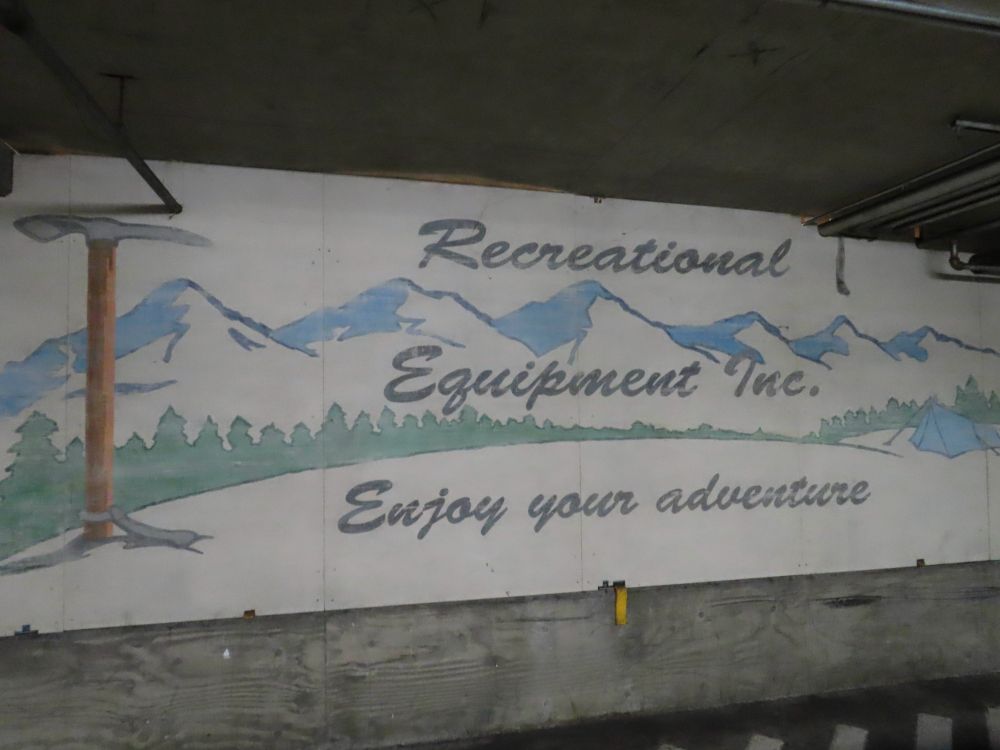 Recreational
Equipment Inc.
Enjoy your adventure